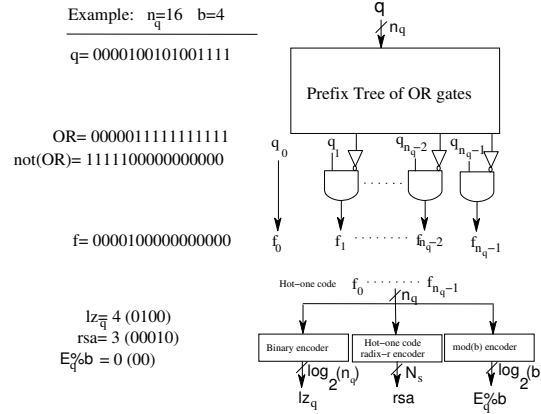 Example: n_q=16 b=4
q= 0000100101001111
OR= 0000011111111111
not(OR)= 1111100000000000
f= 0000100000000000
lz_q= 4 (0100)
rsa= 3 (00010)
E_q%b = 0 (00)
q
n_q
Prefix Tree of OR gates
q_0 q_1 q_{n_q-2} q_{n_q-1}
f_0 f_1 f_{n_q-2} f_{n_q-1}
Hot-one code f_0 f_{n_q-1}
n_q
Binary encoder
Hot-one code
radix-r encoder
mod(b) encoder
log_2(n_q) N_s log_2(b)
lz_q rsa E_q%b